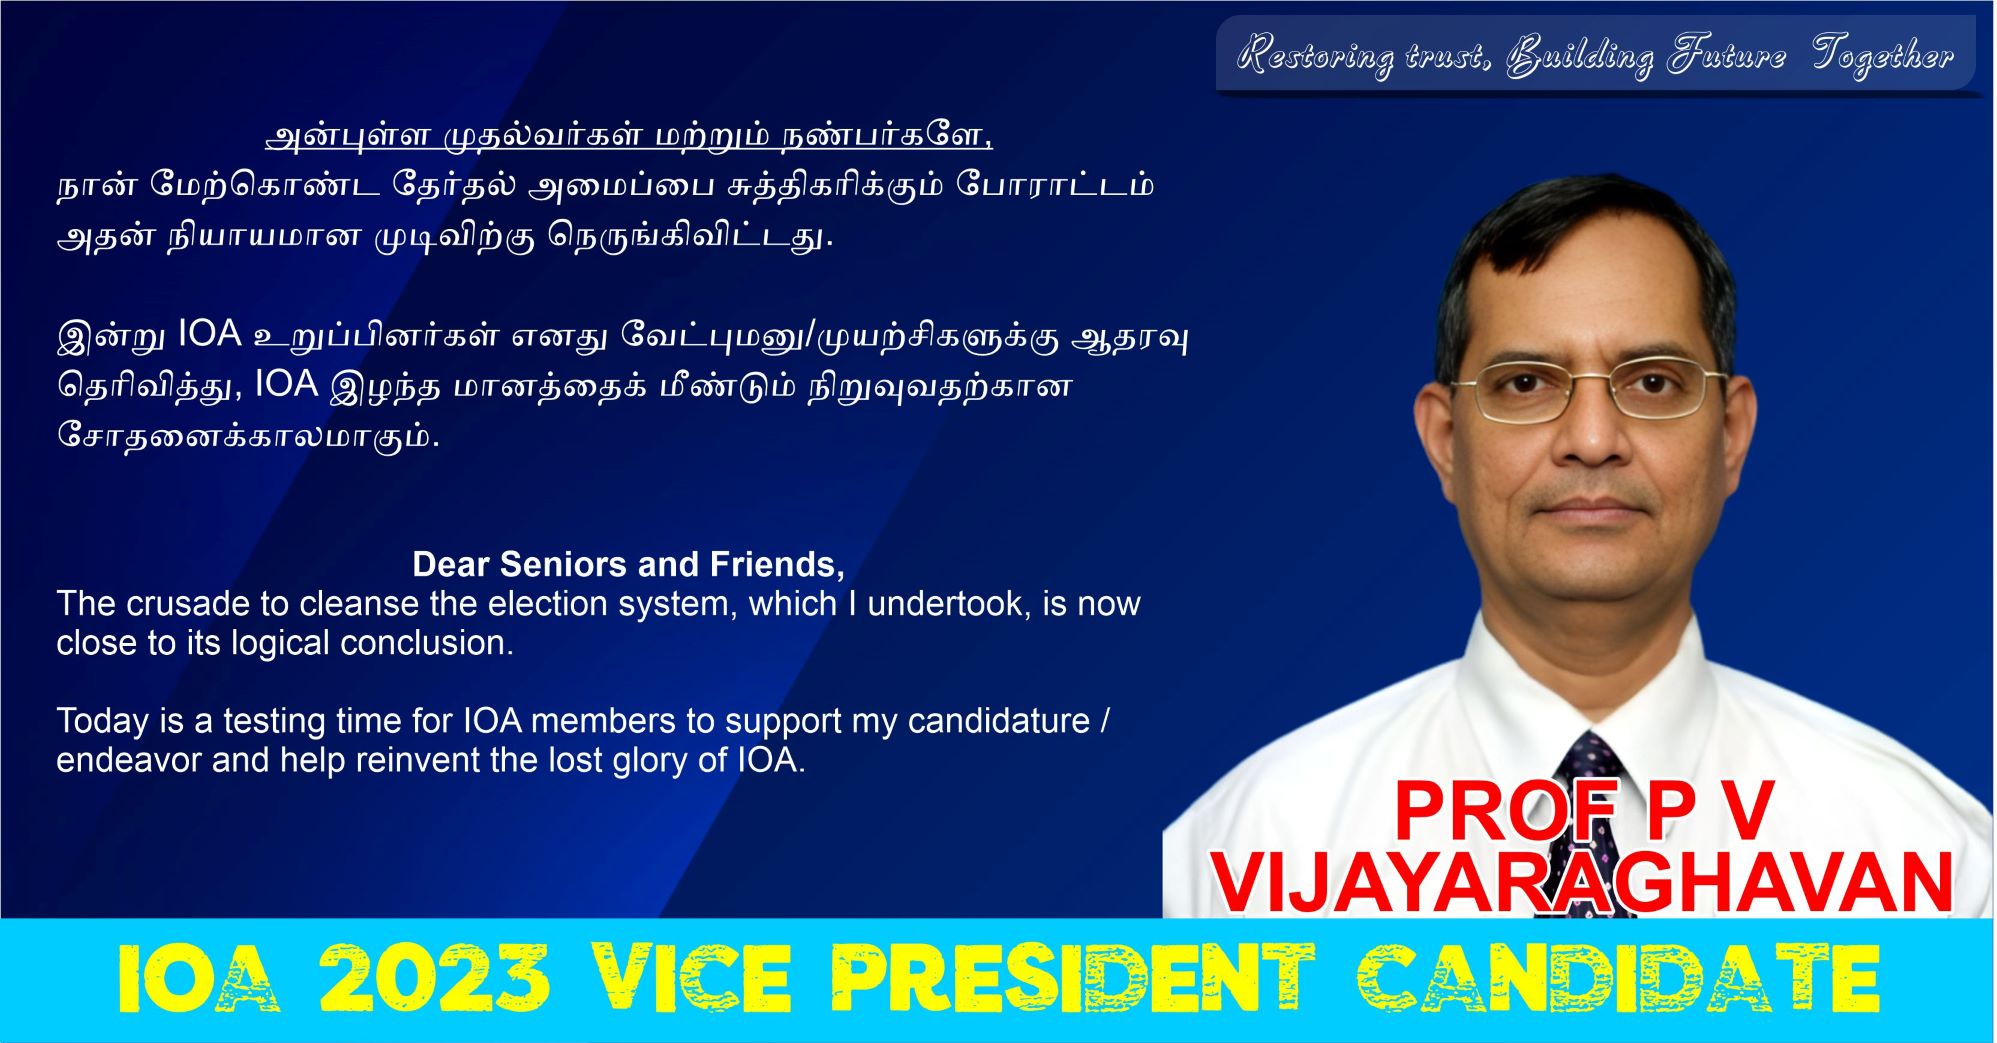 Restoring trust, Building Future Together
அன்புள்ள முதல்வர்கள் மற்றும் நண்பர்களே,
நான் மேற்கொண்ட தேர்தல் அமைப்பை சுத்திகரிக்கும் போராட்டம்
அதன் நியாயமான முடிவிற்கு நெருங்கிவிட்டது.
இன்று IOA உறுப்பினர்கள் எனது வேட்புமனு/முயற்சிகளுக்கு ஆதரவு
தெரிவித்து, IOA இழந்த மானத்தைக் மீண்டும் நிறுவுவதற்கான
சோதனைக்காலமாகும்.
Dear Seniors and Friends,
The crusade to cleanse the election system, which I undertook, is now
close to its logical conclusion.
Today is a testing time for IOA members to support my candidature /
endeavor and help reinvent the lost glory of IOA.
PROF P V
VIJAYARAGHAVAN
IOA 2023 VICE PRESIDENT CANDIDATE